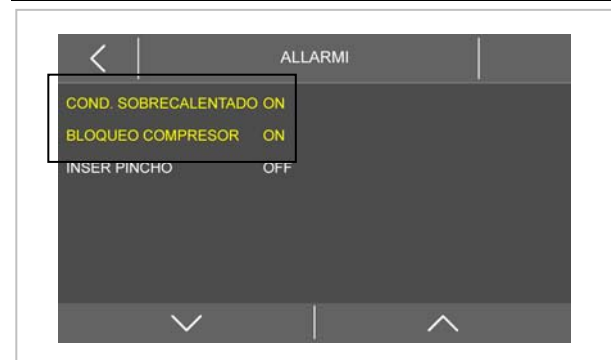 ALLARMI
COND. SOBRECALENTADO ON
BLOQUEO COMPRESOR ON
INSER PINCHO OFF